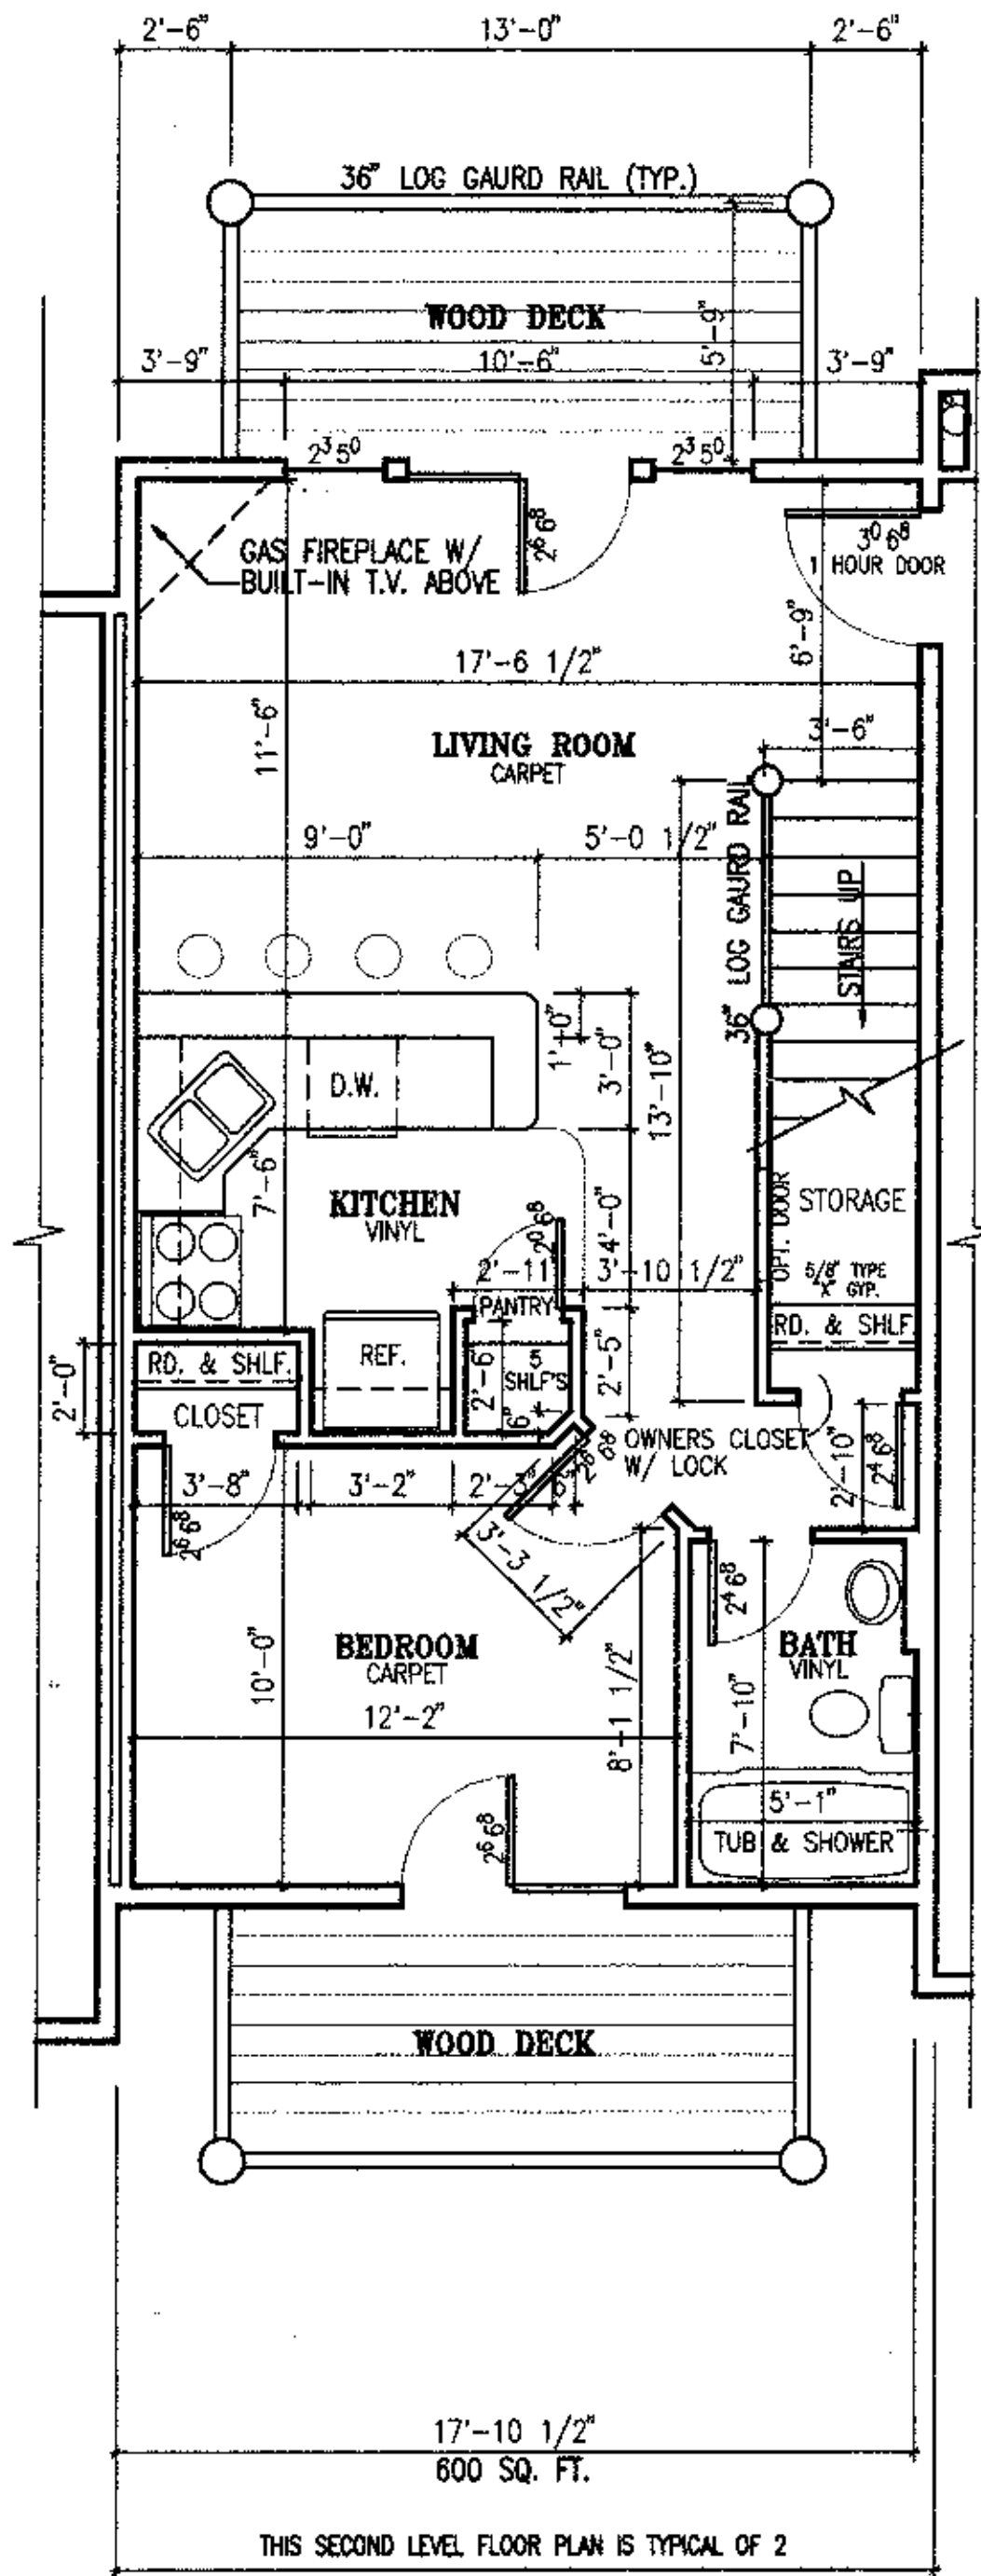 2'-6"
13'-0"
2'-6"
36" LOG GAURD RAIL (TYP.)
WOOD DECK
5'-9"
3'-9"
10'-6"
3'-9"
2³5⁰
2³5⁰
2⁶6⁸
3⁰6⁸
1 HOUR DOOR
GAS FIREPLACE W/
BUILT-IN T.V. ABOVE
6'-9"
17'-6 1/2"
11'-6"
LIVING ROOM
CARPET
3'-6"
9'-0"
5'-0 1/2"
36" LOG GAURD RAIL
STAIRS UP
1'-0"
3'-0"
13'-10"
D.W.
7'-6"
KITCHEN
VINYL
2⁰6⁸
4'-0"
OPT. DOOR
STORAGE
2'-11
3'-10 1/2"
5/8" TYPE
"X" GYP.
PANTRY
RD. & SHLF.
REF.
RD. & SHLF.
2'-0"
2'-6"
5
SHLF'S
2'-5"
CLOSET
6"
2⁸6⁸
OWNERS CLOSET
W/ LOCK
2'-10"
2⁴6⁸
3'-8"
3'-2"
2'-3"
6"
2⁶6⁸
3'-3 1/2"
2⁴6⁸
BEDROOM
CARPET
BATH
VINYL
10'-0"
12'-2"
8'-1 1/2"
7'-10"
2⁶6⁸
5'-1"
TUB & SHOWER
WOOD DECK
17'-10 1/2"
600 SQ. FT.
THIS SECOND LEVEL FLOOR PLAN IS TYPICAL OF 2